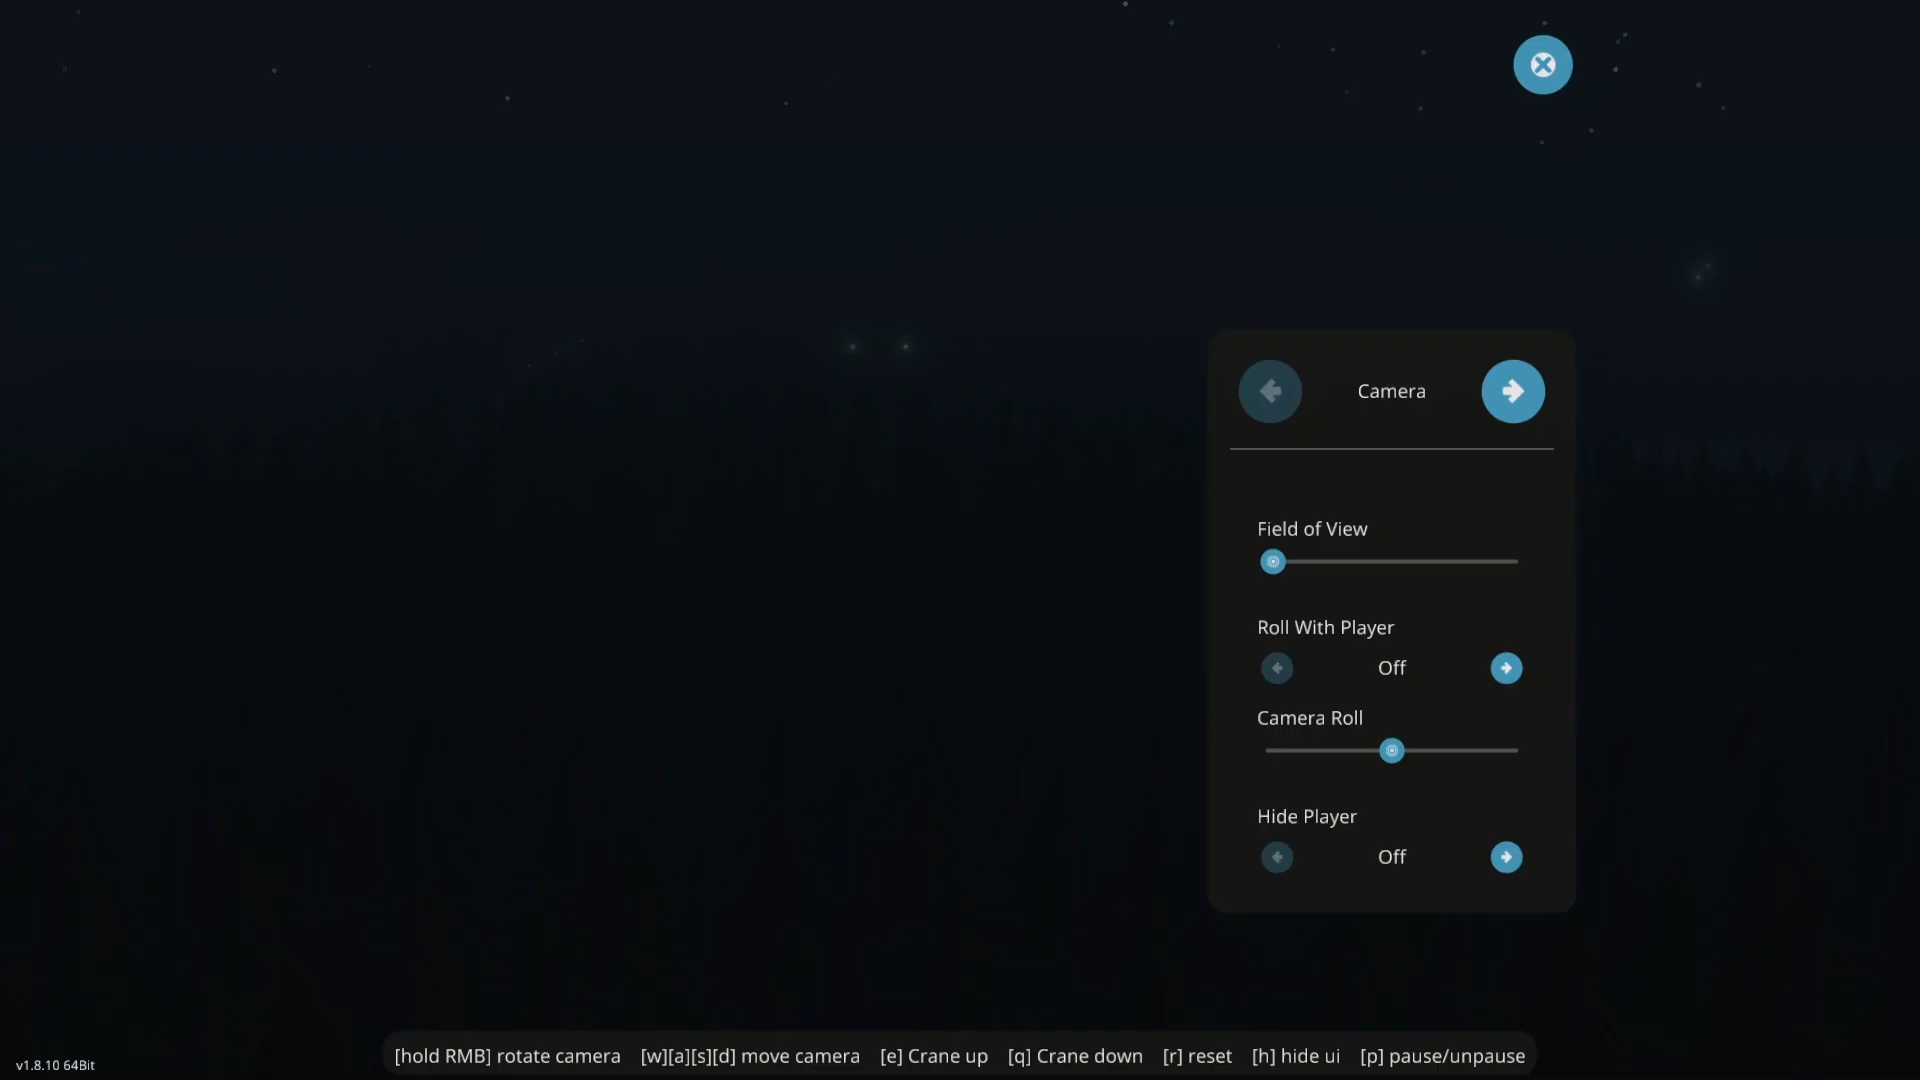 Camera
Field of View
Roll With Player
Off
Camera Roll
Hide Player
Off
[hold RMB] rotate camera [w][a][s][d] move camera [e] Crane up [q] Crane down [r] reset [h] hide ui [p] pause/unpause
v1.8.10 64Bit